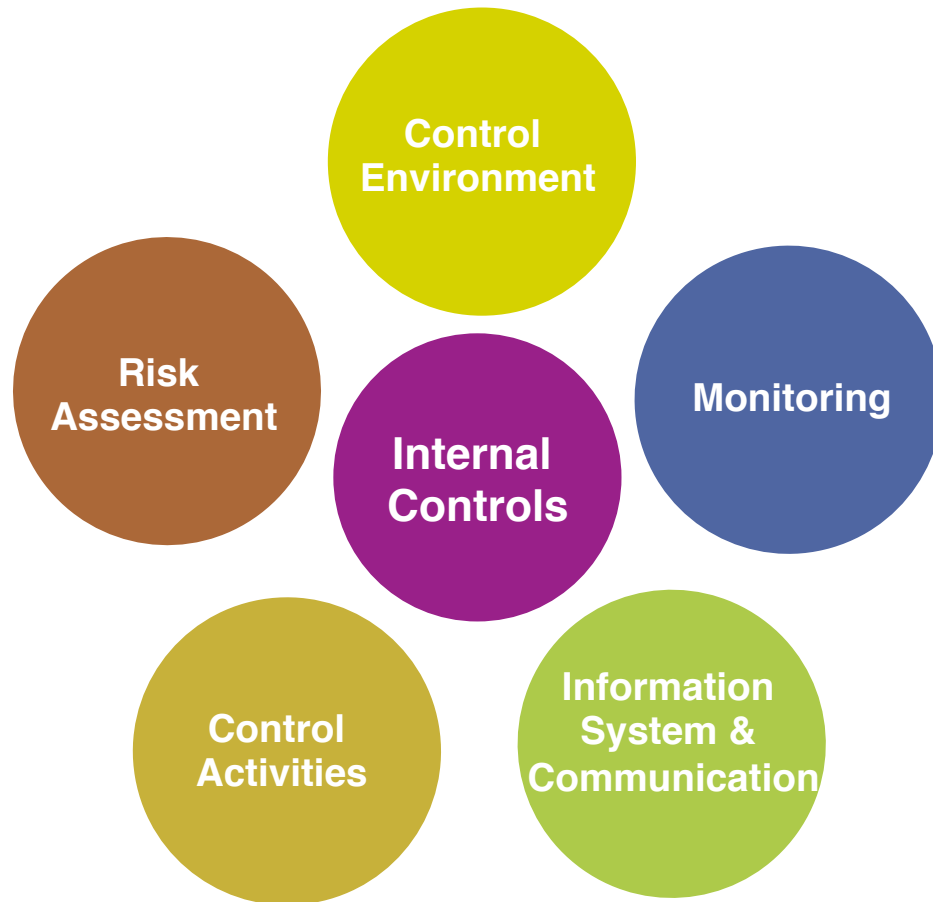 Control
Environment
Risk
Assessment
Monitoring
Internal
Controls
Control
Activities
Information
System &
Communication